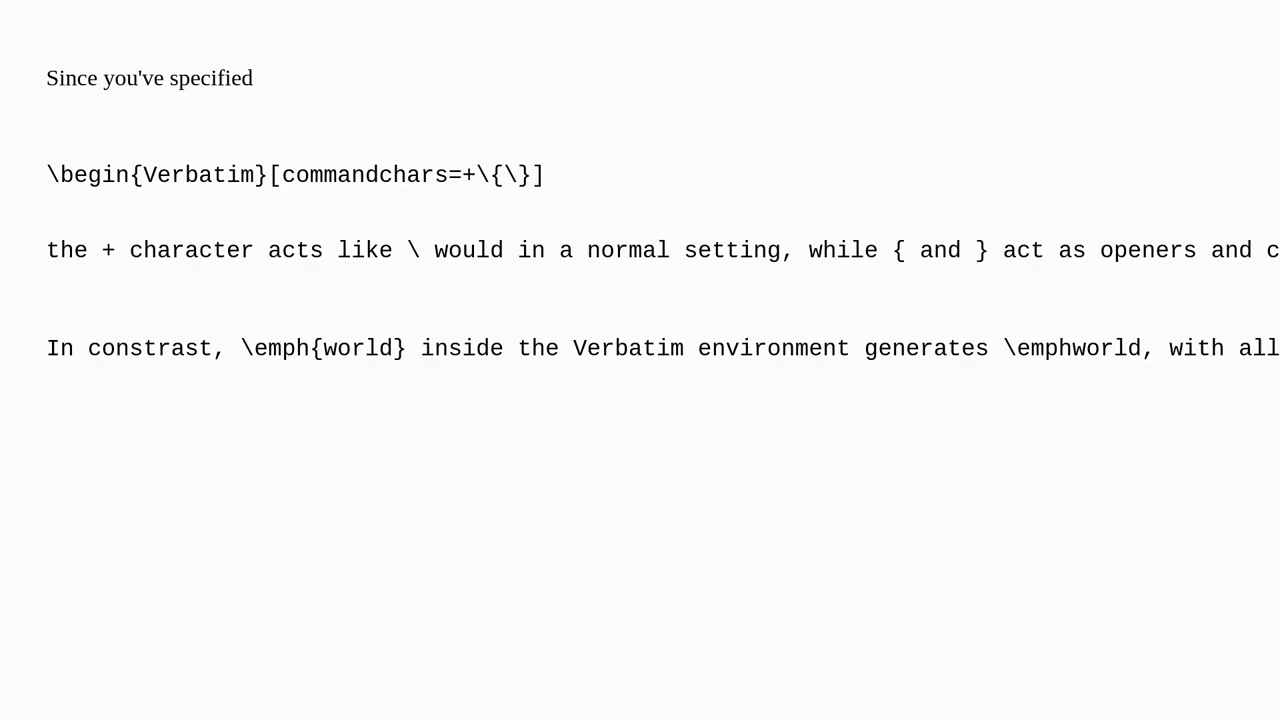 Since you've specified
\begin{Verbatim}[commandchars=+\{\}]
the + character acts like \ would in a normal setting, while { and } act as openers and
In constrast, \emph{world} inside the Verbatim environment generates \emphworld, with all